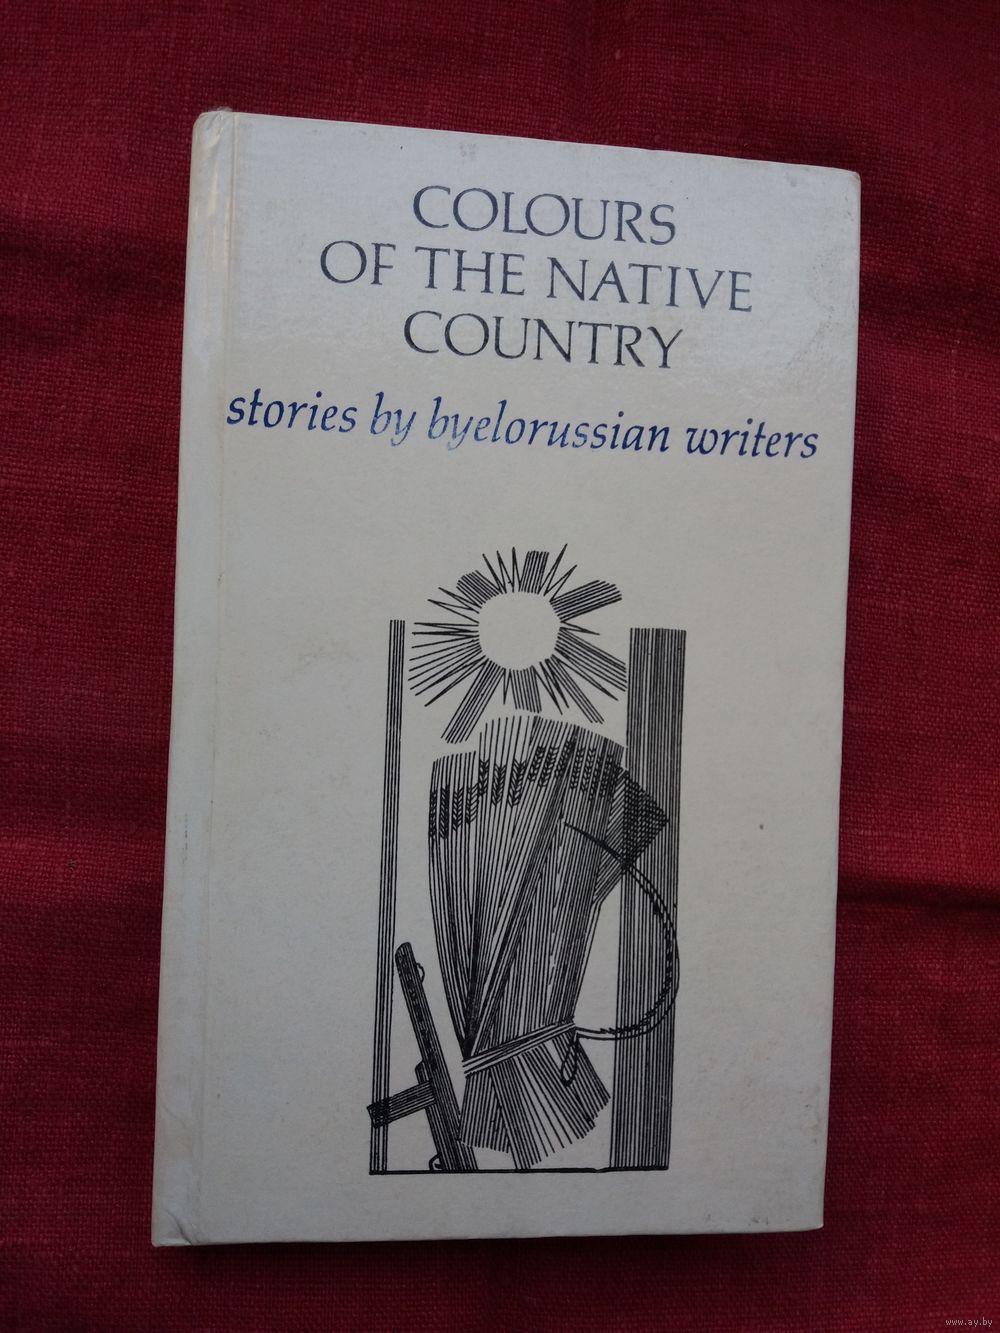 COLOURS
OF THE NATIVE
COUNTRY
stories by byelorussian writers
www.ay.by